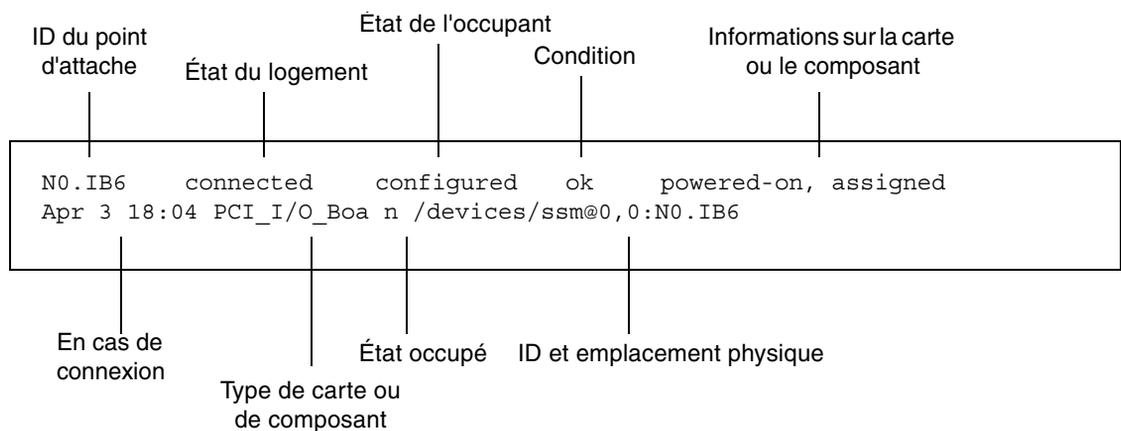 ID du point
d'attache
État du logement
État de l'occupant
Condition
Informations sur la carte
ou le composant
N0.IB6 connected configured ok powered-on, assigned
Apr 3 18:04 PCI_I/O_Boa n /devices/ssm@0,0:N0.IB6
En cas de
connexion
Type de carte ou
de composant
État occupé
ID et emplacement physique